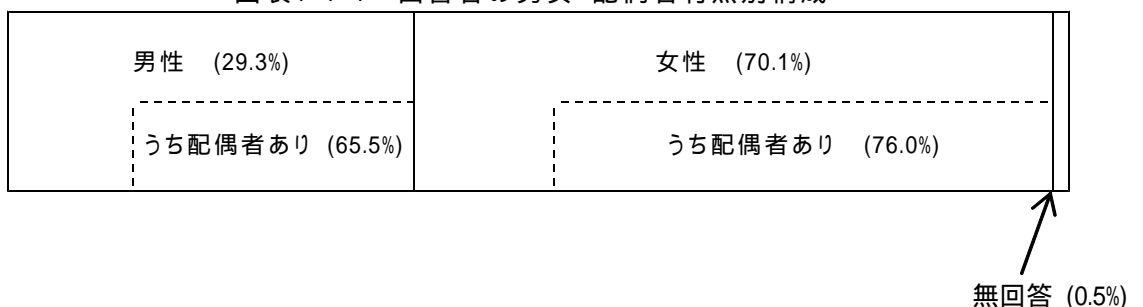 男性 (29.3%)
女性 (70.1%)
うち配偶者あり (65.5%)
うち配偶者あり (76.0%)
無回答 (0.5%)